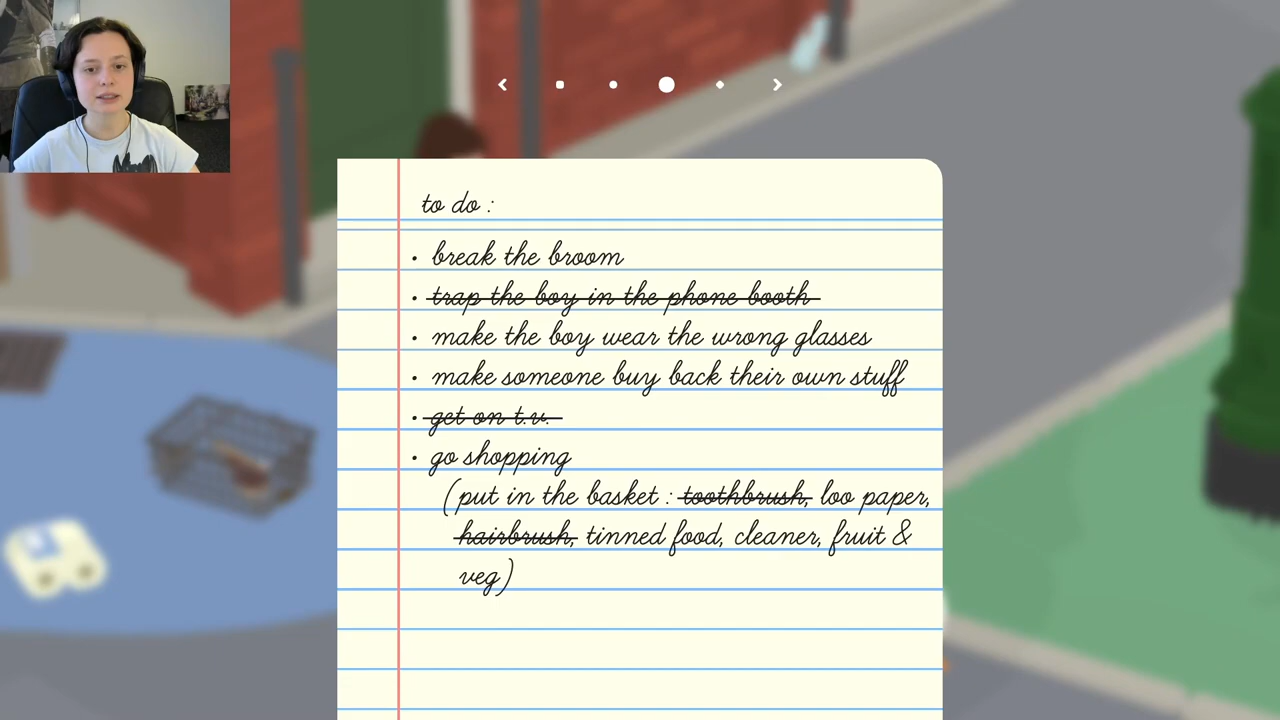 to do :
• break the broom
• trap the boy in the phone booth
• make the boy wear the wrong glasses
• make someone buy back their own stuff
• get on t.v.
• go shopping
(put in the basket : toothbrush, loo paper,
hairbrush, tinned food, cleaner, fruit &
veg)